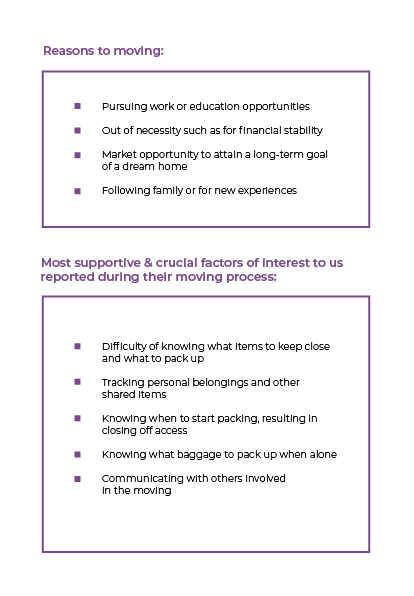 Reasons to moving:
Pursuing work or education opportunities
Out of necessity such as for financial stability
Market opportunity to attain a long-term goal
of a dream home
Following family or for new experiences
Most supportive & crucial factors of interest to us
reported during their moving process:
Difficulty of knowing what items to keep close
and what to pack up
Tracking personal belongings and other
shared items
Knowing when to start packing, resulting in
closing off access
Knowing what baggage to pack up when alone
Communicating with others involved
in the moving